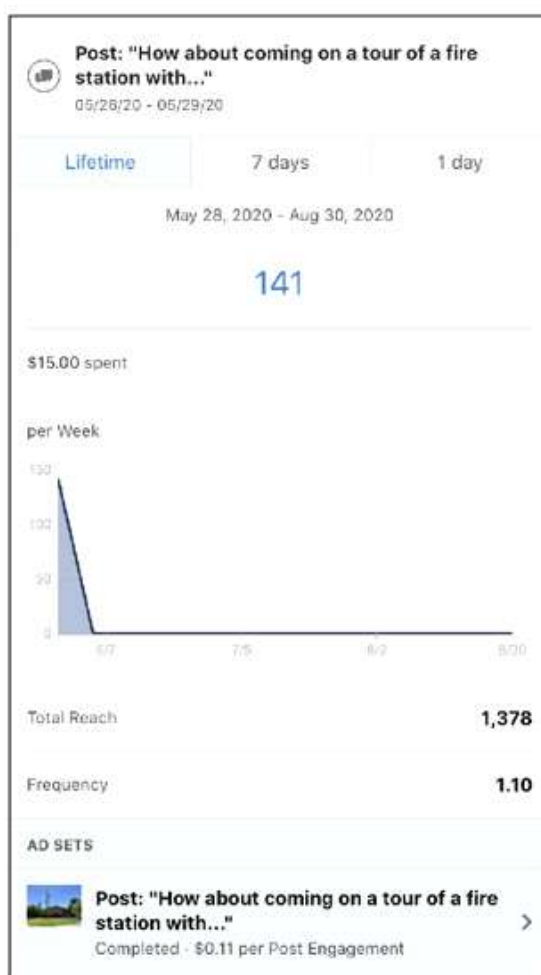 Post: "How about coming on a tour of a fire
station with..."
05/28/20 - 05/29/20
Lifetime
7 days
1 day
May 28, 2020 - Aug 30, 2020
141
$15.00 spent
per Week
150
100
50
0
6/7
7/5
8/2
8/30
Total Reach
1,378
Frequency
1.10
AD SETS
Post: "How about coming on a tour of a fire
station with..."
Completed · $0.11 per Post Engagement